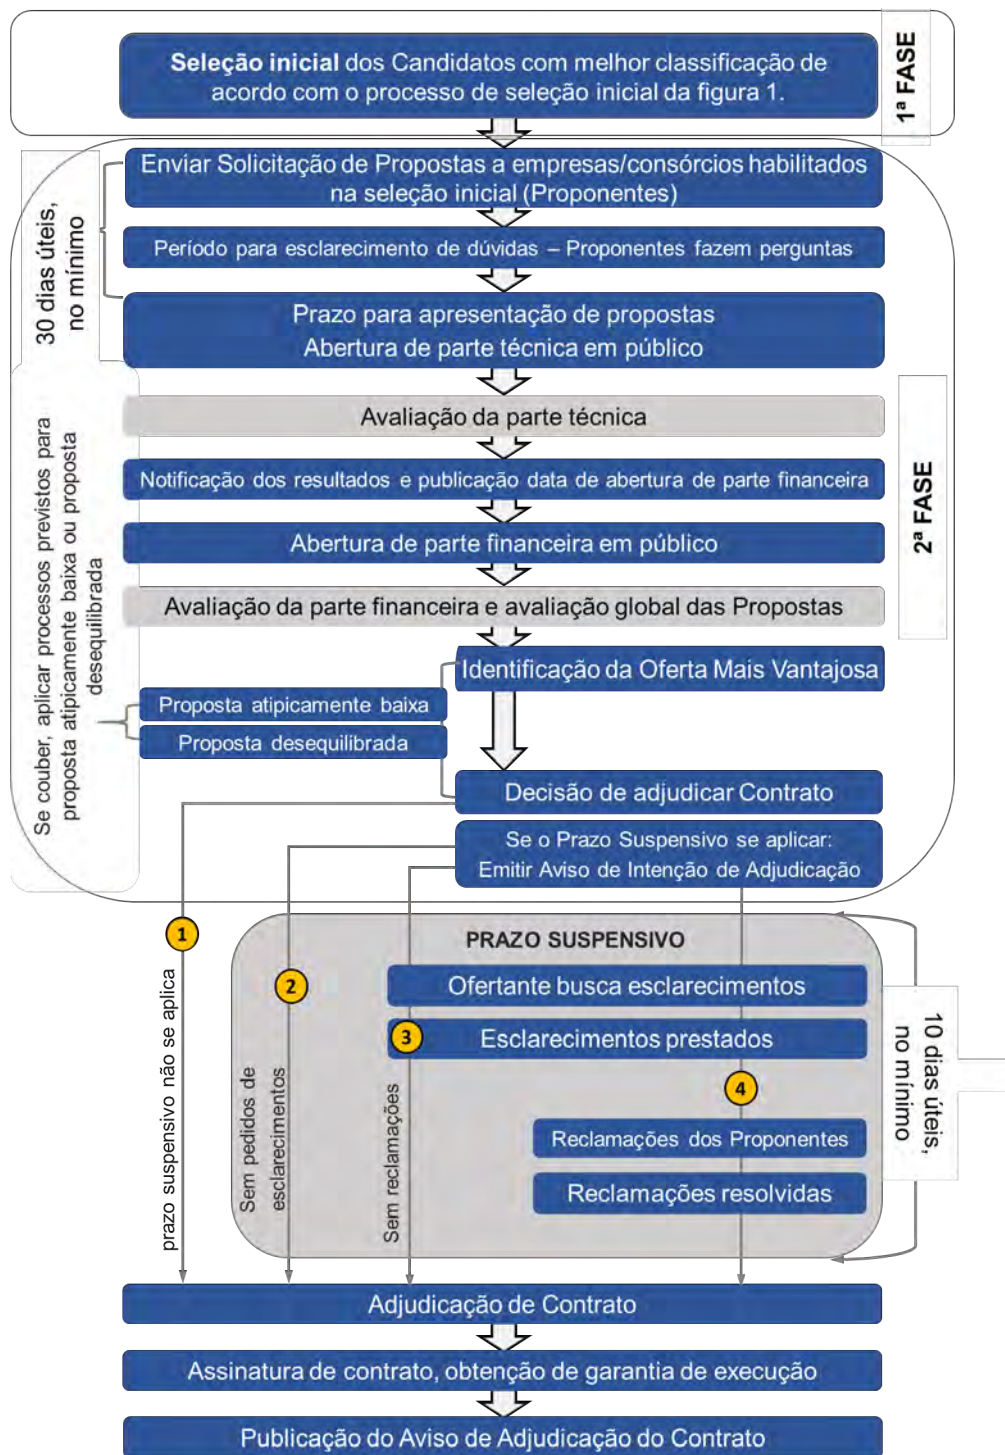 Seleção inicial dos Candidatos com melhor classificação de
acordo com o processo de seleção inicial da figura 1.
1ª FASE
Enviar Solicitação de Propostas a empresas/consórcios habilitados
na seleção inicial (Proponentes)
Período para esclarecimento de dúvidas – Proponentes fazem perguntas
30 dias úteis,
no mínimo
Prazo para apresentação de propostas
Abertura de parte técnica em público
Avaliação da parte técnica
Notificação dos resultados e publicação data de abertura de parte financeira
Abertura de parte financeira em público
Avaliação da parte financeira e avaliação global das Propostas
2ª FASE
Identificação da Oferta Mais Vantajosa
Se couber, aplicar processos previstos para
proposta atipicamente baixa ou proposta
desequilibrada
Proposta atipicamente baixa
Proposta desequilibrada
Decisão de adjudicar Contrato
Se o Prazo Suspensivo se aplicar:
Emitir Aviso de Intenção de Adjudicação
1
prazo suspensivo não se aplica
PRAZO SUSPENSIVO
2
Sem pedidos de
esclarecimentos
Ofertante busca esclarecimentos
3
Esclarecimentos prestados
Sem reclamações
4
Reclamações dos Proponentes
Reclamações resolvidas
10 dias úteis,
no mínimo
Adjudicação de Contrato
Assinatura de contrato, obtenção de garantia de execução
Publicação do Aviso de Adjudicação do Contrato